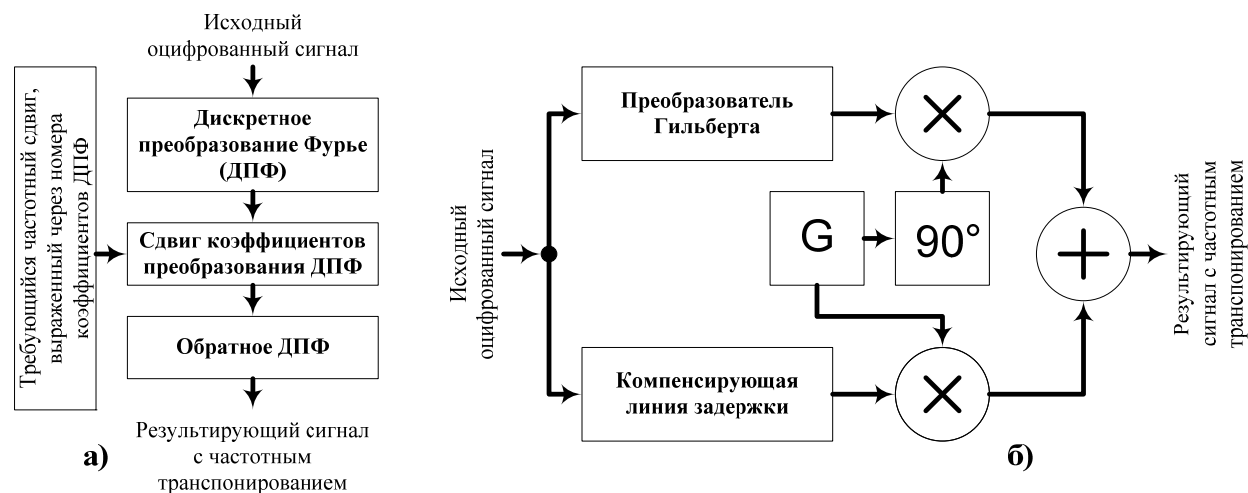 Исходный
оцифрованный сигнал
Требующийся частотный сдвиг,
выраженный через номера
коэффициентов ДПФ
Дискретное
преобразование Фурье
(ДПФ)
Сдвиг коэффициентов
преобразования ДПФ
Обратное ДПФ
Результирующий сигнал
с частотным
транспонированием
а)
Исходный
оцифрованный сигнал
Преобразователь
Гильберта
G
90°
Компенсирующая
линия задержки
Результирующий
сигнал с частотным
транспонированием
б)